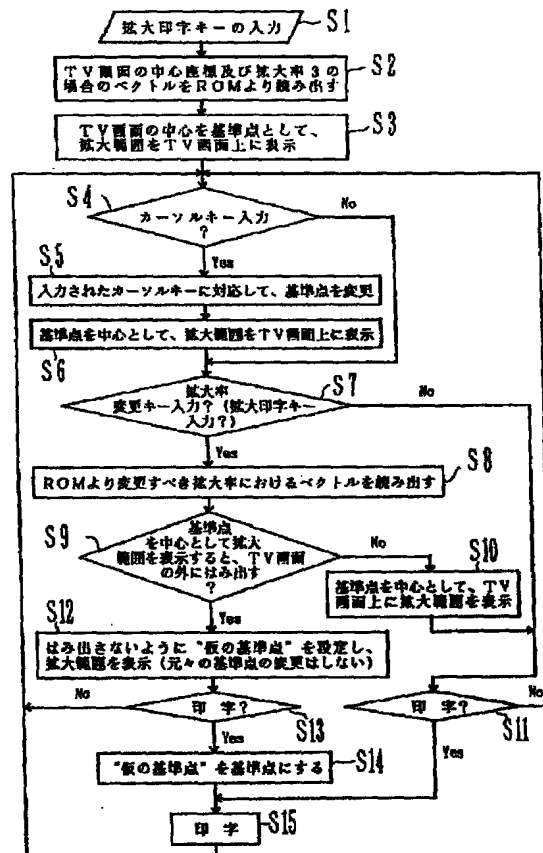 拡大印字キーの入力
S1
TV画面の中心座標及び拡大率3の
場合のベクトルをROMより読み出す
S2
TV画面の中心を基準点として、
拡大範囲をTV画面上に表示
S3
S4
カーソルキー入力
?
No
Yes
S5
入力されたカーソルキーに対応して、基準点を変更
基準点を中心として、拡大範囲をTV画面上に表示
S6
拡大率
変更キー入力?(拡大印字キー
入力?)
S7
No
Yes
ROMより変更すべき拡大率におけるベクトルを読み出す
S8
S9
基準点
を中心として拡大
範囲を表示すると、TV画面
の外にはみ出す
?
No
Yes
S10
基準点を中心として、TV
画面上に拡大範囲を表示
S12
はみ出さないように“仮の基準点”を設定し、
拡大範囲を表示(元々の基準点の変更はしない)
No
印字?
S13
Yes
印字?
No
S11
Yes
“仮の基準点”を基準点にする
S14
印字
S15